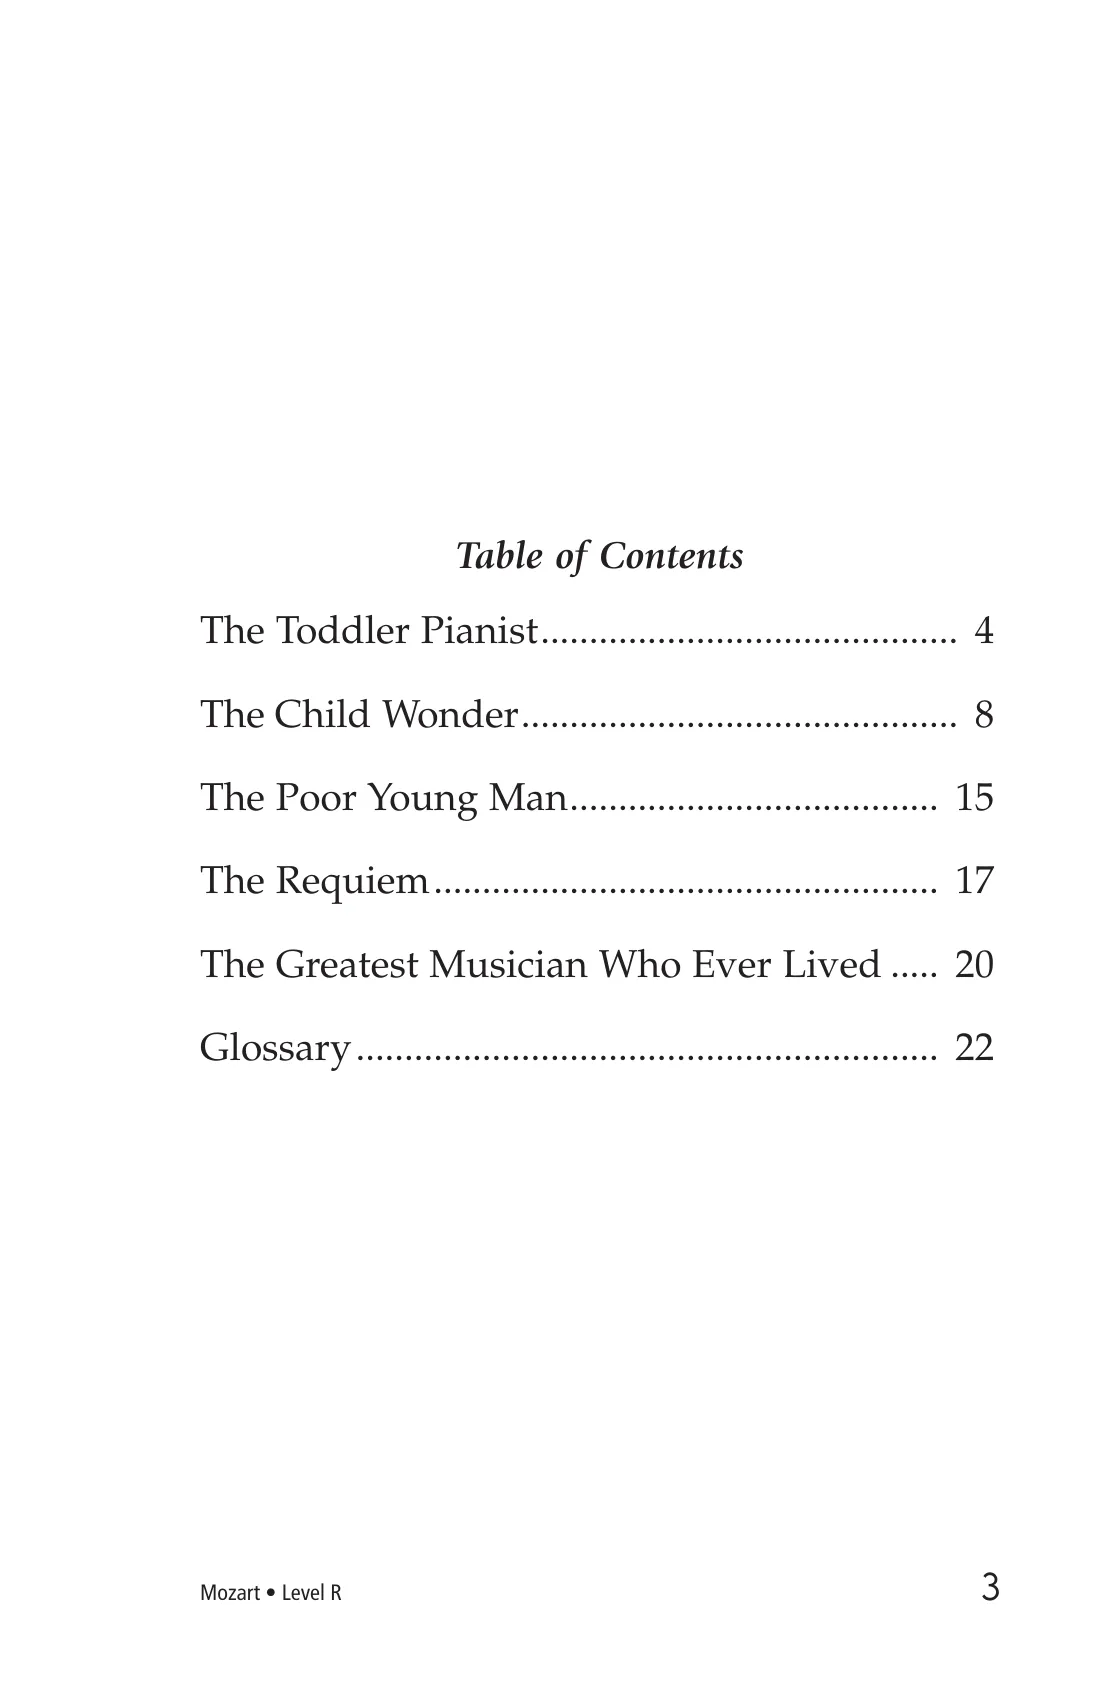 Table of Contents
The Toddler Pianist........................................... 4
The Child Wonder............................................. 8
The Poor Young Man...................................... 15
The Requiem.................................................... 17
The Greatest Musician Who Ever Lived ..... 20
Glossary............................................................ 22
Mozart • Level R 3